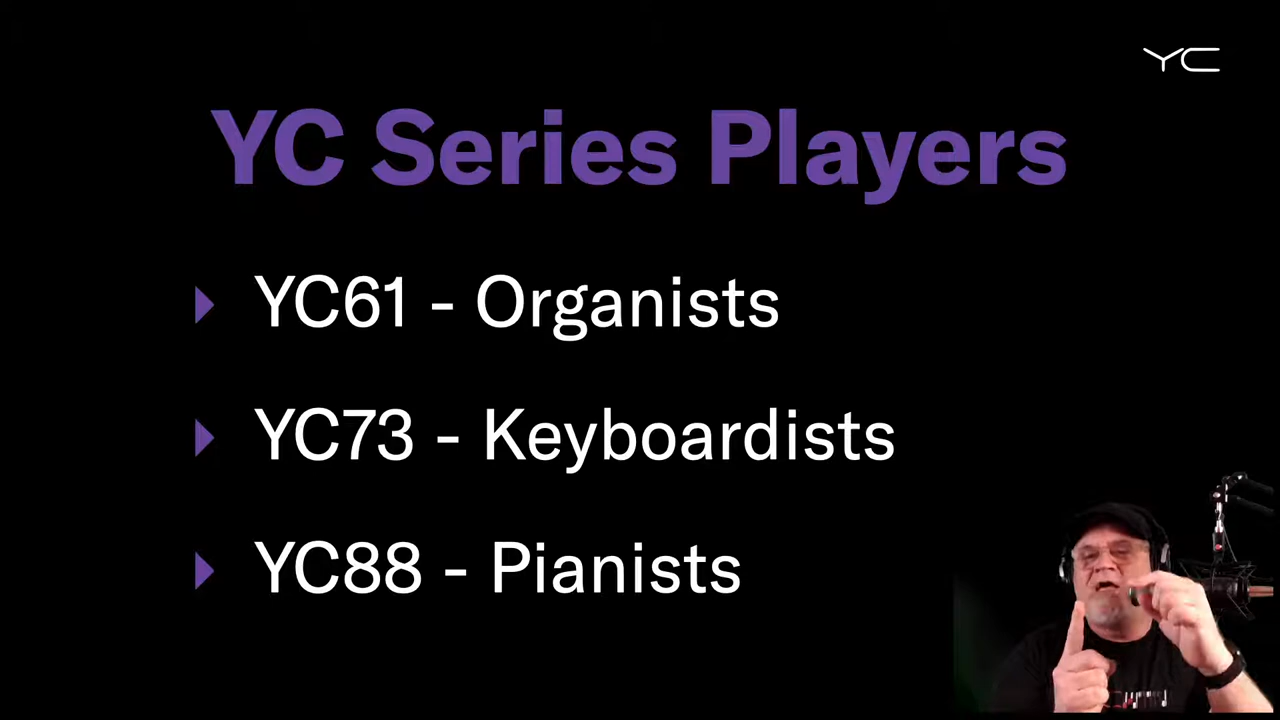 YC
YC Series Players
YC61 - Organists
YC73 - Keyboardists
YC88 - Pianists